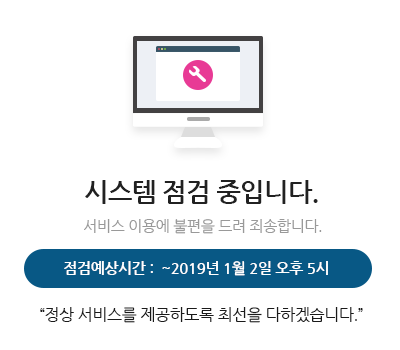 시스템 점검 중입니다.
서비스 이용에 불편을 드려 죄송합니다.
점검예상시간 : ~2019년 1월 2일 오후 5시
“정상 서비스를 제공하도록 최선을 다하겠습니다.”